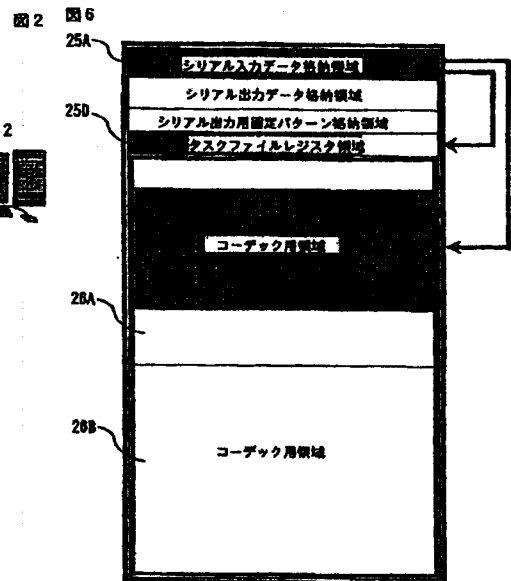 図2 図6
25A
シリアル入力データ格納領域
シリアル出力データ格納領域
シリアル出力用固定パターン格納領域
25D
タスクファイルレジスタ領域
2
コーデック用領域
26A
26B
コーデック用領域